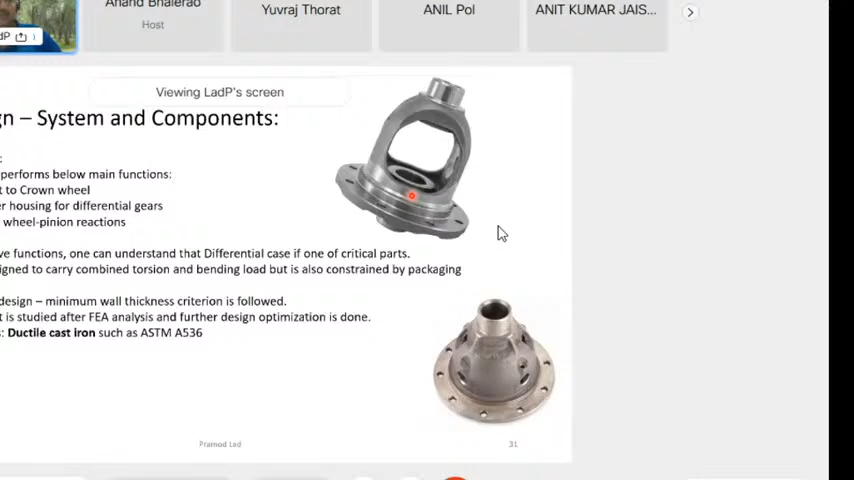 dP
Anand Bhalerao
Host
Yuvraj Thorat
ANIL Pol
ANIT KUMAR JAIS...
Viewing LadP's screen
gn – System and Components:
:
performs below main functions:
t to Crown wheel
er housing for differential gears
wheel-pinion reactions
ve functions, one can understand that Differential case if one of critical parts.
igned to carry combined torsion and bending load but is also constrained by packaging
design – minimum wall thickness criterion is followed.
t is studied after FEA analysis and further design optimization is done.
s: Ductile cast iron such as ASTM A536
Pramod Lad
31